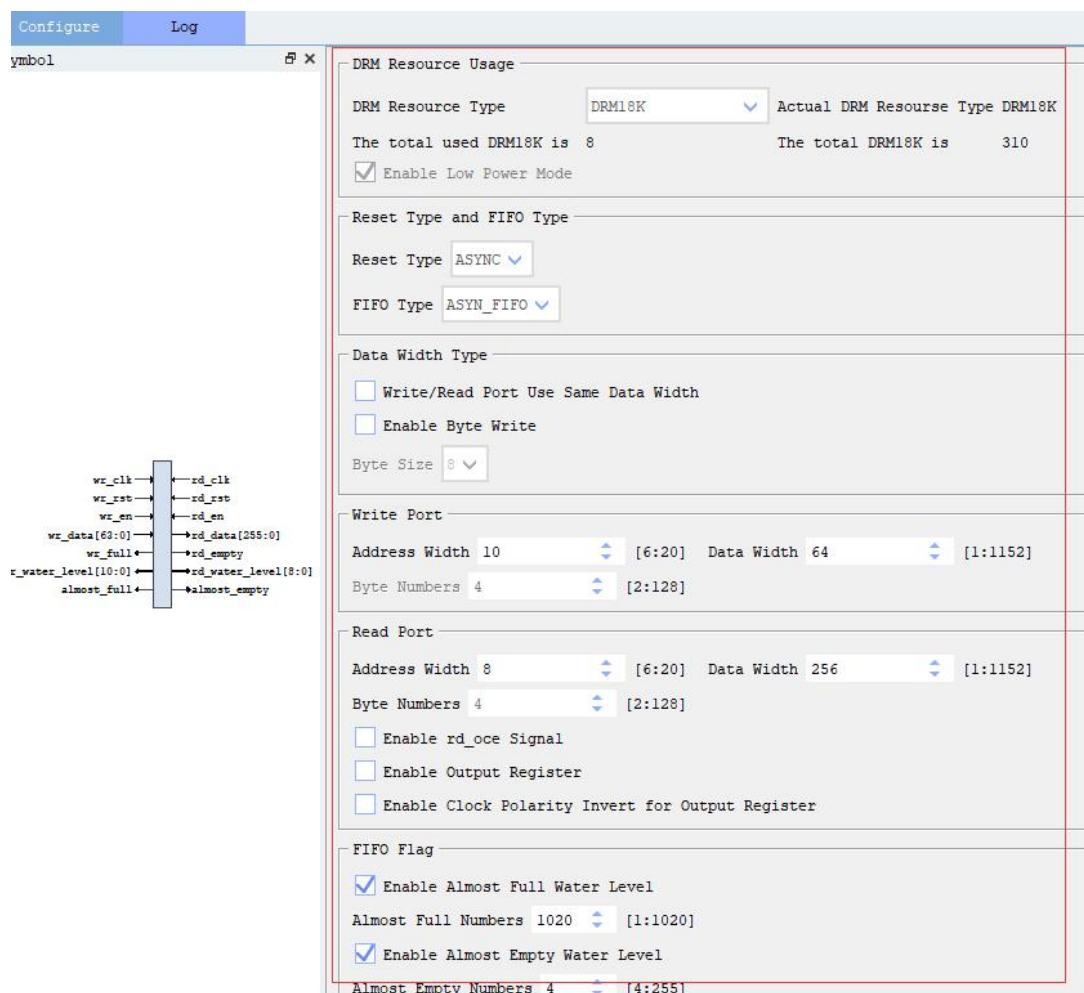 Configure Log
ymbol
wr_clk rd_clk
wr_rst rd_rst
wr_en rd_en
wr_data[63:0] rd_data[255:0]
wr_full rd_empty
r_water_level[10:0] rd_water_level[8:0]
almost_full almost_empty
DRM Resource Usage
DRM Resource Type DRM18K Actual DRM Resourse Type DRM18K
The total used DRM18K is 8 The total DRM18K is 310
Enable Low Power Mode
Reset Type and FIFO Type
Reset Type ASYNC
FIFO Type ASYN_FIFO
Data Width Type
Write/Read Port Use Same Data Width
Enable Byte Write
Byte Size 8
Write Port
Address Width 10 [6:20] Data Width 64 [1:1152]
Byte Numbers 4 [2:128]
Read Port
Address Width 8 [6:20] Data Width 256 [1:1152]
Byte Numbers 4 [2:128]
Enable rd_oce Signal
Enable Output Register
Enable Clock Polarity Invert for Output Register
FIFO Flag
Enable Almost Full Water Level
Almost Full Numbers 1020 [1:1020]
Enable Almost Empty Water Level
Almost Empty Numbers 4 [4:255]